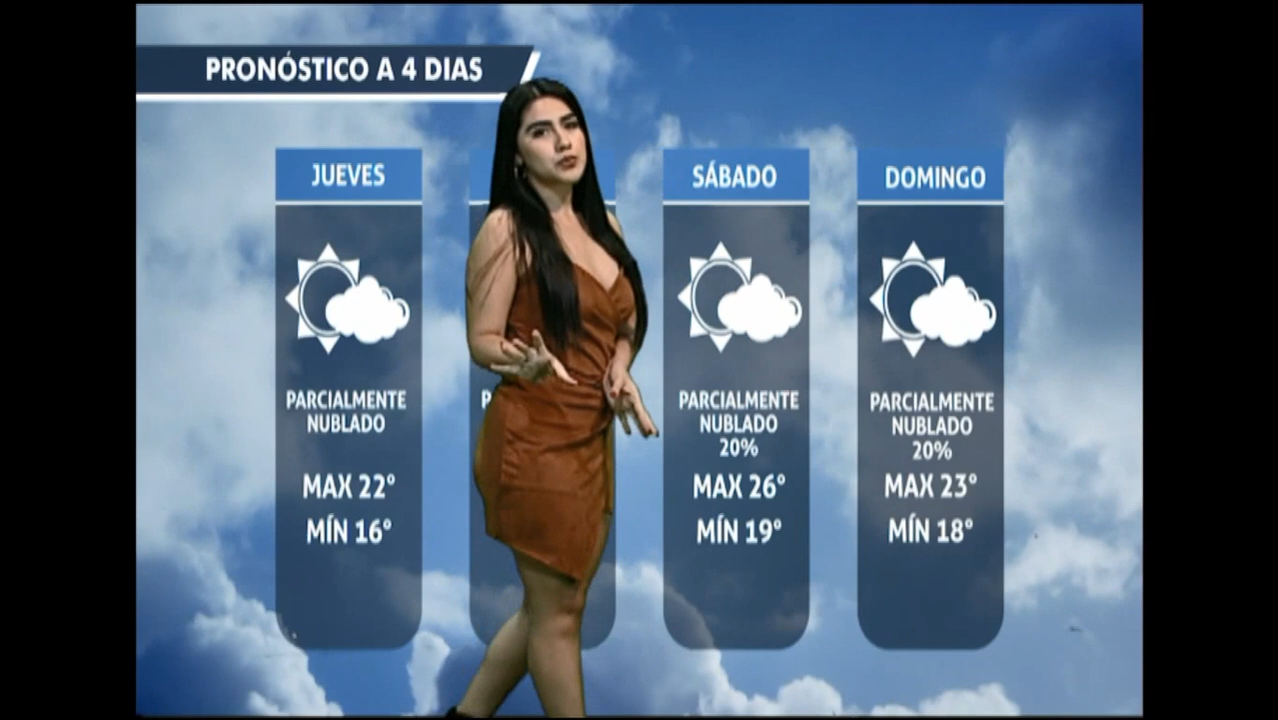 PRONÓSTICO A 4 DIAS
JUEVES
PARCIALMENTE
NUBLADO
MAX 22°
MÍN 16°
SÁBADO
PARCIALMENTE
NUBLADO
20%
MAX 26°
MÍN 19°
DOMINGO
PARCIALMENTE
NUBLADO
20%
MAX 23°
MÍN 18°